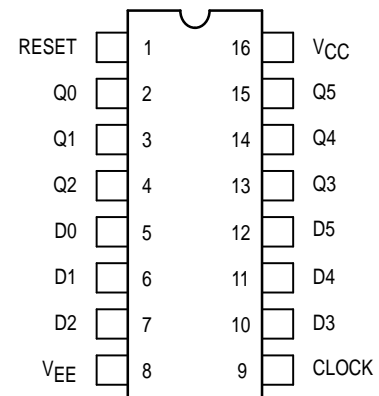 RESET 1 16 VCC
Q0 2 15 Q5
Q1 3 14 Q4
Q2 4 13 Q3
D0 5 12 D5
D1 6 11 D4
D2 7 10 D3
VEE 8 9 CLOCK